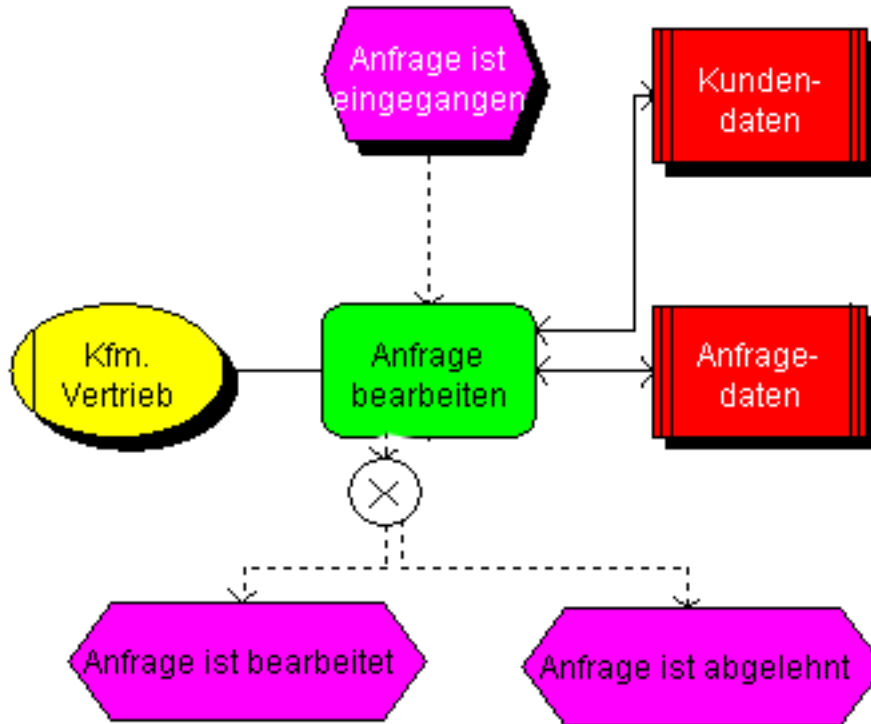 Anfrage ist
eingegangen
Kunden-
daten
Kfm.
Vertrieb
Anfrage
bearbeiten
Anfrage-
daten
Anfrage ist bearbeitet
Anfrage ist abgelehnt